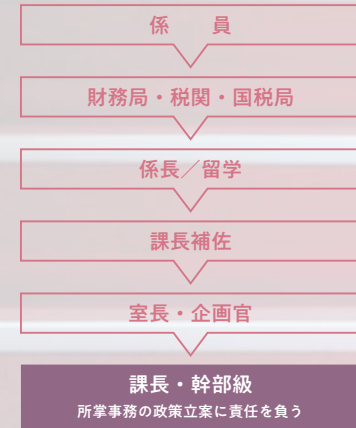 係　　員
財務局・税関・国税局
係長／留学
課長補佐
室長・企画官
課長・幹部級
所掌事務の政策立案に責任を負う